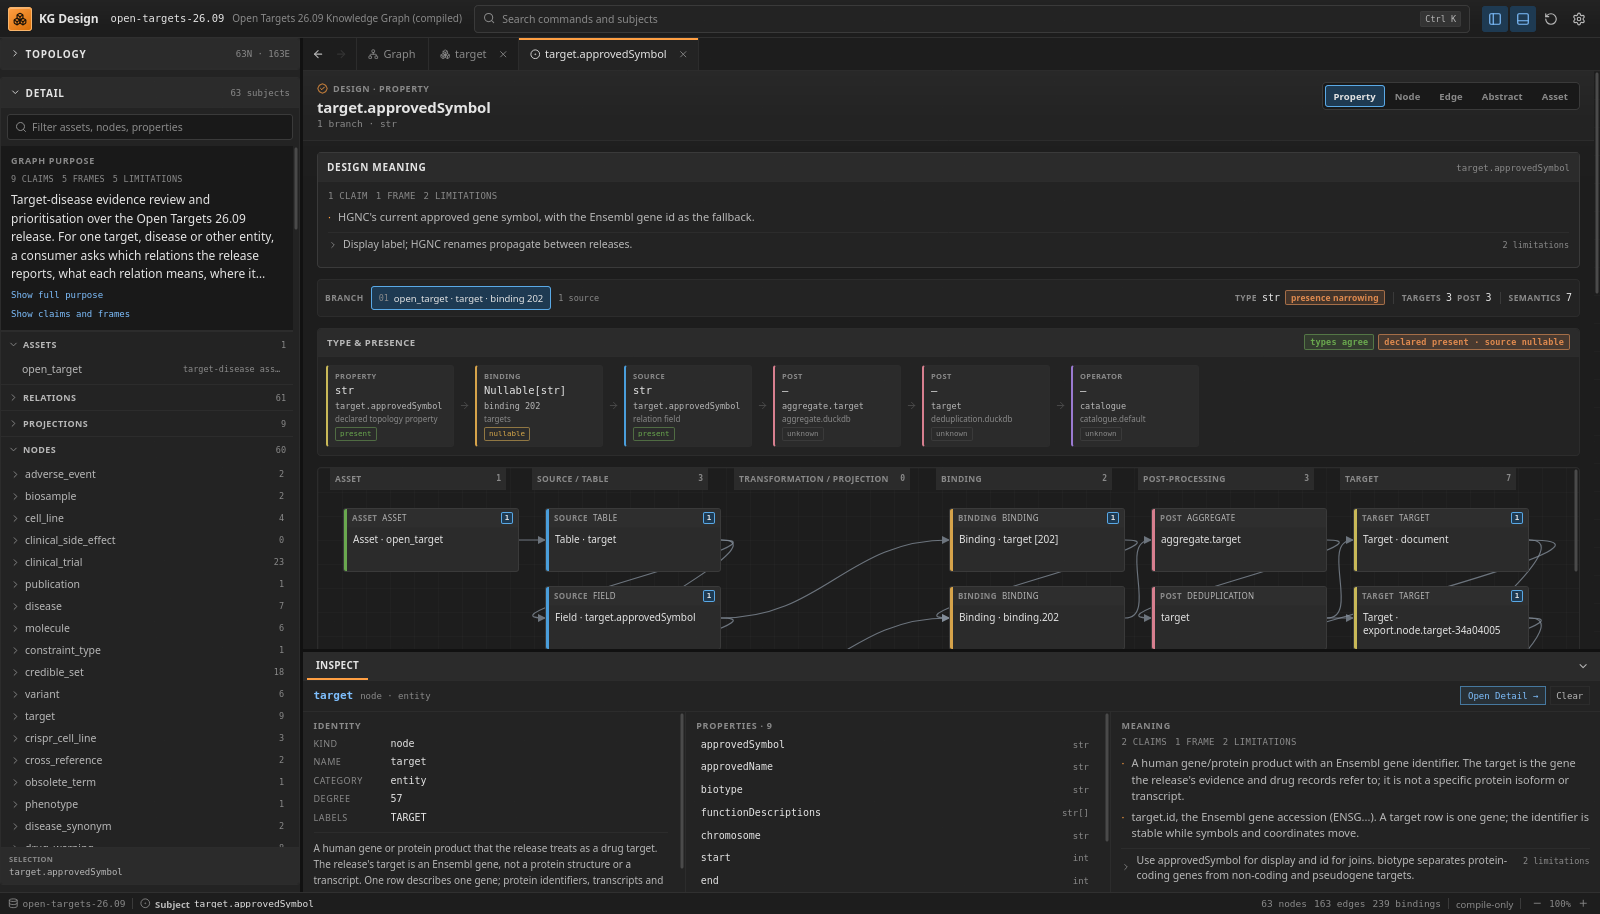 KG Design open-targets-26.09 Open Targets 26.09 Knowledge Graph (compiled) Search commands and subjects Ctrl K
TOPOLOGY 63N · 163E
DETAIL 63 subjects
Filter assets, nodes, properties
GRAPH PURPOSE
9 CLAIMS 5 FRAMES 5 LIMITATIONS
Target-disease evidence review and
prioritisation over the Open Targets 26.09
release. For one target, disease or other entity,
a consumer asks which relations the release
reports, what each relation means, where it...
Show full purpose
Show claims and frames
ASSETS 1
open_target target-disease ass…
RELATIONS 61
PROJECTIONS 9
NODES 60
adverse_event 2
biosample 2
cell_line 4
clinical_side_effect 0
clinical_trial 23
publication 1
disease 7
molecule 6
constraint_type 1
credible_set 18
variant 6
target 9
crispr_cell_line 3
cross_reference 2
obsolete_term 1
phenotype 1
disease_synonym 2
SELECTION
target.approvedSymbol
Graph target target.approvedSymbol
DESIGN · PROPERTY
target.approvedSymbol
1 branch · str
Property Node Edge Abstract Asset
DESIGN MEANING target.approvedSymbol
1 CLAIM 1 FRAME 2 LIMITATIONS
· HGNC's current approved gene symbol, with the Ensembl gene id as the fallback.
Display label; HGNC renames propagate between releases. 2 limitations
BRANCH 01 open_target · target · binding 202 1 source TYPE str presence narrowing TARGETS 3 POST 3 SEMANTICS 7
TYPE & PRESENCE types agree declared present · source nullable
PROPERTY
str
target.approvedSymbol
declared topology property
present
BINDING
Nullable[str]
binding 202
targets
nullable
SOURCE
str
target.approvedSymbol
relation field
present
POST
—
aggregate.target
aggregate.duckdb
unknown
POST
—
target
deduplication.duckdb
unknown
OPERATOR
—
catalogue
catalogue.default
unknown
ASSET 1 SOURCE / TABLE 3 TRANSFORMATION / PROJECTION 0 BINDING 2 POST-PROCESSING 3 TARGET 7
ASSET ASSET 1
Asset · open_target
SOURCE TABLE 1
Table · target
BINDING BINDING 1
Binding · target [202]
POST AGGREGATE
aggregate.target
TARGET TARGET 1
Target · document
SOURCE FIELD 1
Field · target.approvedSymbol
BINDING BINDING
Binding · binding.202
POST DEDUPLICATION
target
TARGET TARGET 1
Target ·
export.node.target-34a04005
INSPECT
target node · entity Open Detail → Clear
IDENTITY
KIND node
NAME target
CATEGORY entity
DEGREE 57
LABELS TARGET
A human gene or protein product that the release treats as a drug target.
The release's target is an Ensembl gene, not a protein structure or a
transcript. One row describes one gene; protein identifiers, transcripts and
PROPERTIES · 9
approvedSymbol str
approvedName str
biotype str
functionDescriptions str[]
chromosome str
start int
end int
MEANING
2 CLAIMS 1 FRAME 2 LIMITATIONS
· A human gene/protein product with an Ensembl gene identifier. The target is the gene
the release's evidence and drug records refer to; it is not a specific protein isoform or
transcript.
· target.id, the Ensembl gene accession (ENSG...). A target row is one gene; the identifier is
stable while symbols and coordinates move.
Use approvedSymbol for display and id for joins. biotype separates protein- 2 limitations
coding genes from non-coding and pseudogene targets.
open-targets-26.09 Subject target.approvedSymbol 63 nodes 163 edges 239 bindings compile-only − 100% +